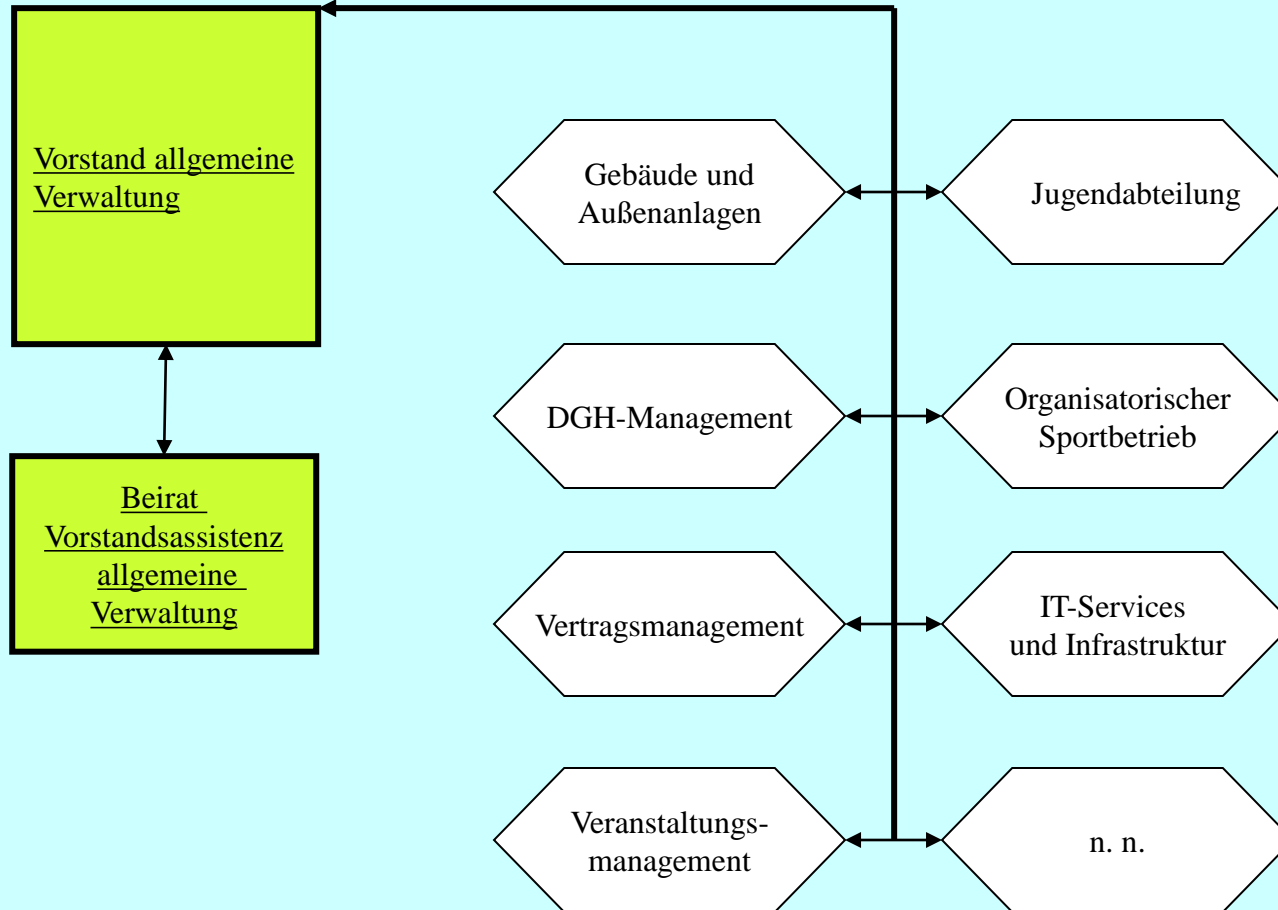 Vorstand allgemeine
Verwaltung
Beirat
Vorstandsassistenz
allgemeine
Verwaltung
Gebäude und
Außenanlagen
Jugendabteilung
DGH-Management
Organisatorischer
Sportbetrieb
Vertragsmanagement
IT-Services
und Infrastruktur
Veranstaltungs-
management
n. n.